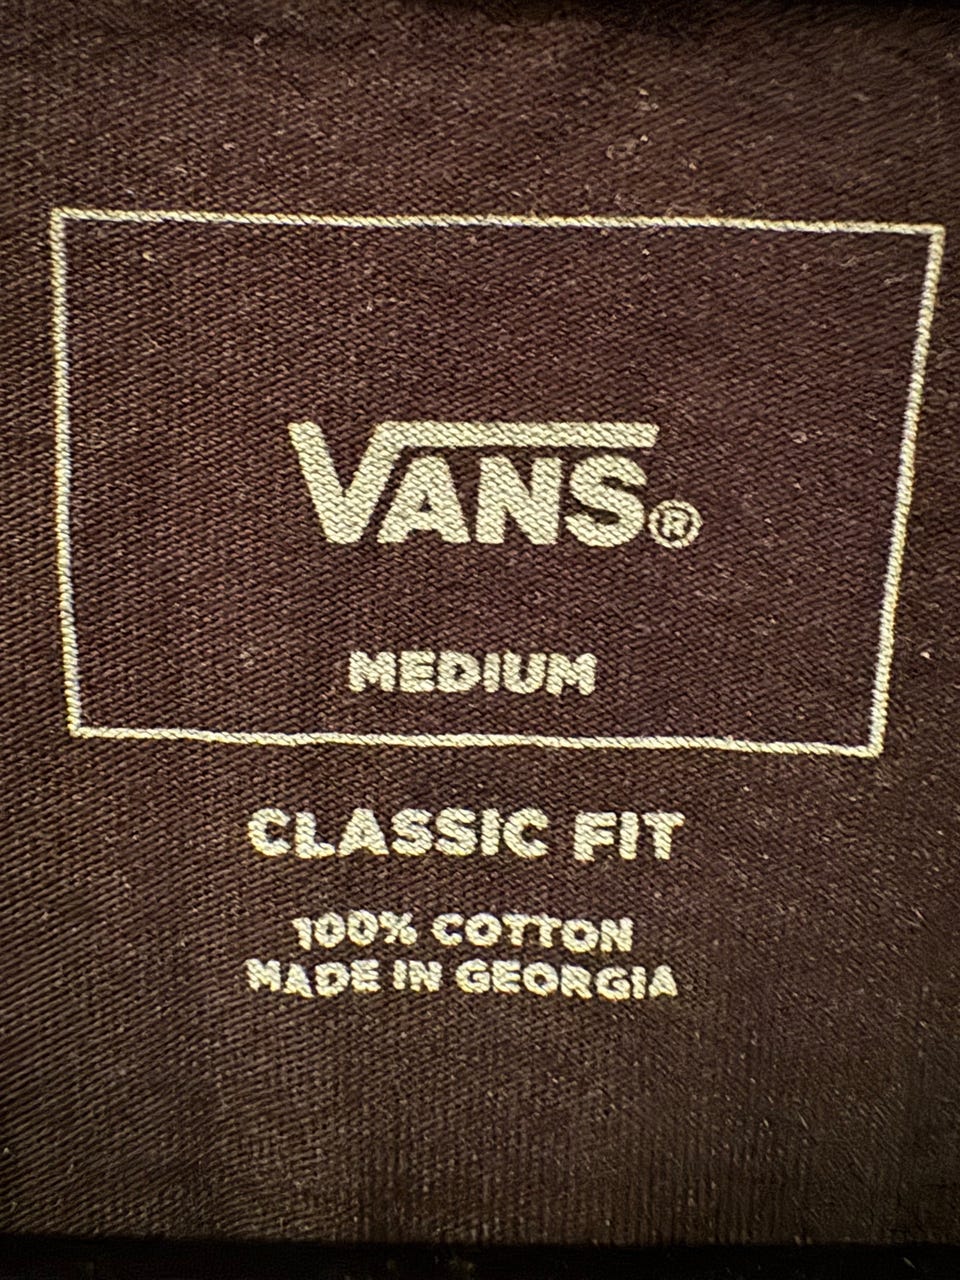 VANS®
MEDIUM
CLASSIC FIT
100% COTTON
MADE IN GEORGIA